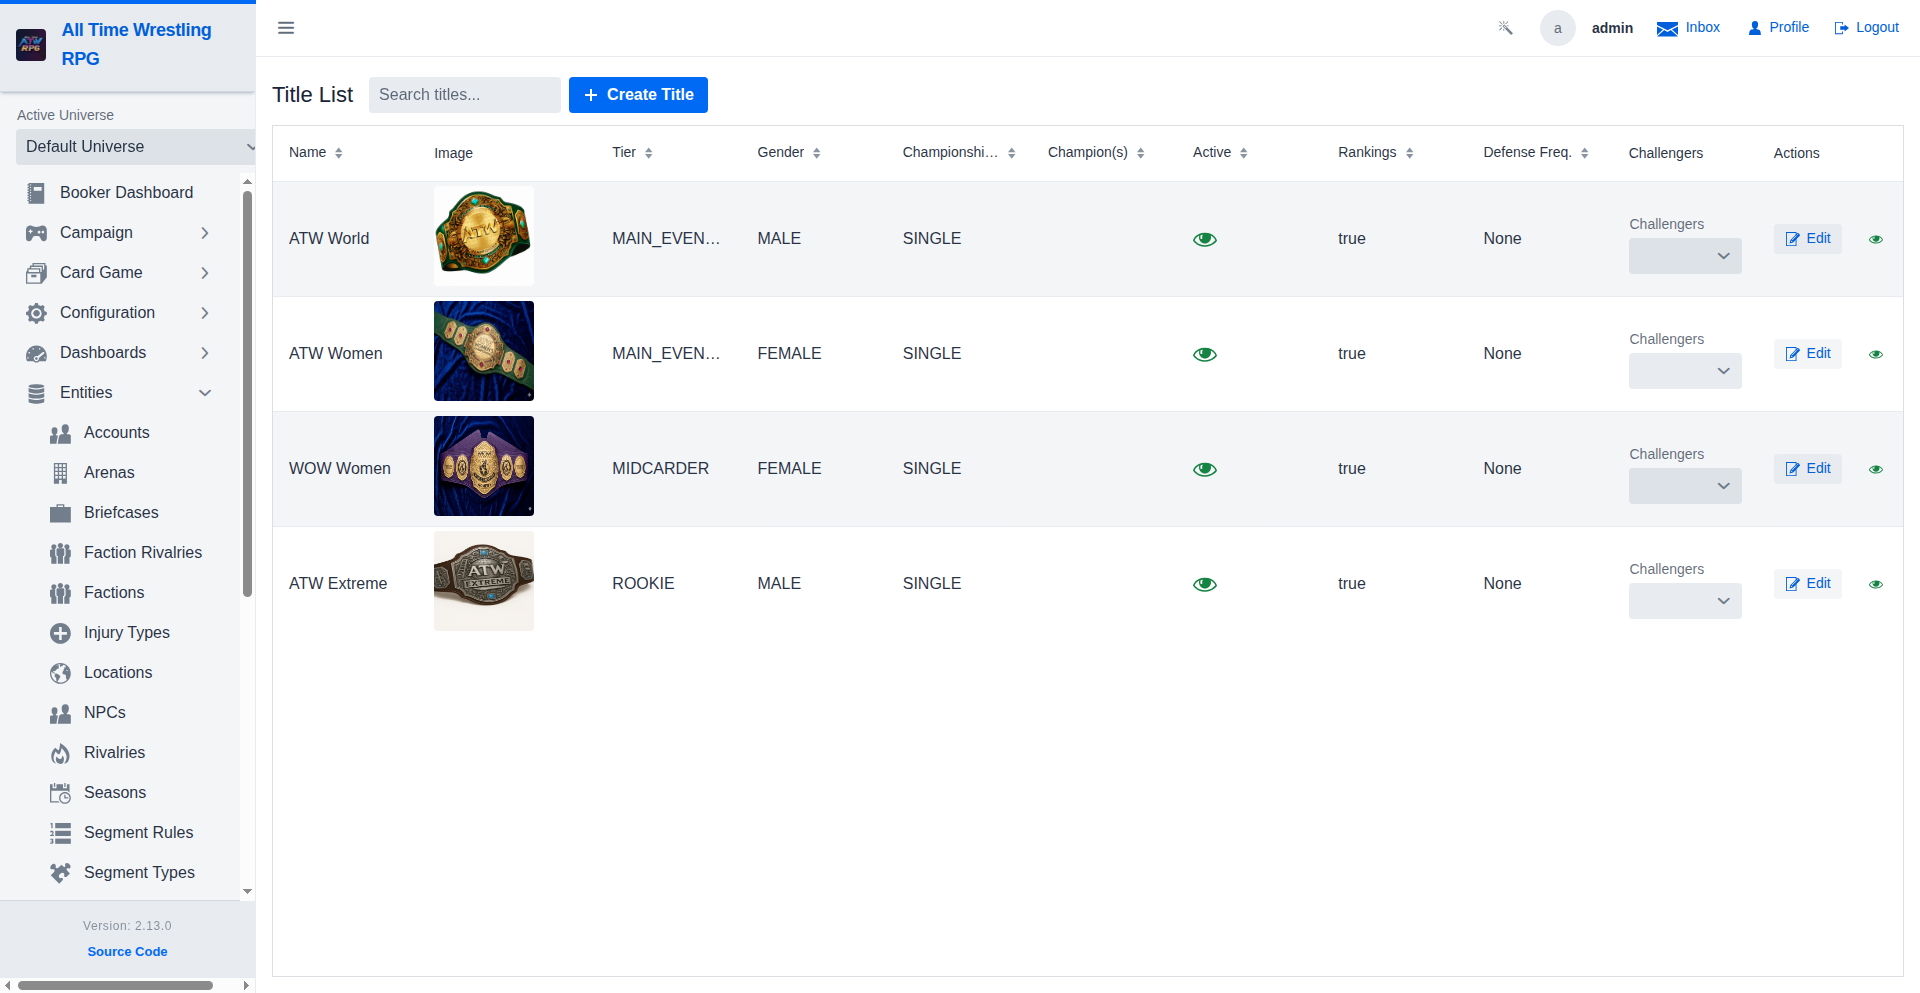 All Time Wrestling
RPG
a
admin
Inbox
Profile
Logout
Active Universe
Default Universe
Booker Dashboard
Campaign
Card Game
Configuration
Dashboards
Entities
Accounts
Arenas
Briefcases
Faction Rivalries
Factions
Injury Types
Locations
NPCs
Rivalries
Seasons
Segment Rules
Segment Types
Version: 2.13.0
Source Code
Title List
Search titles...
Create Title
Name
Image
Tier
Gender
Championshi...
Champion(s)
Active
Rankings
Defense Freq.
Challengers
Actions
ATW World
ATW
MAIN_EVEN...
MALE
SINGLE
true
None
Challengers
Edit
ATW Women
MAIN_EVEN...
FEMALE
SINGLE
true
None
Challengers
Edit
WOW Women
MIDCARDER
FEMALE
SINGLE
true
None
Challengers
Edit
ATW Extreme
ATW
EXTREME
ROOKIE
MALE
SINGLE
true
None
Challengers
Edit